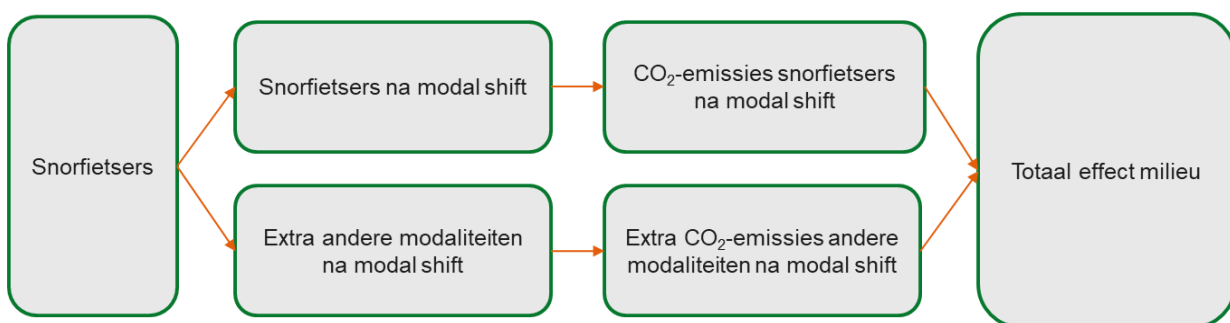 Snorfietsers
Snorfietsers na modal shift
CO₂-emissies snorfietsers
na modal shift
Extra andere modaliteiten
na modal shift
Extra CO₂-emissies andere
modaliteiten na modal shift
Totaal effect milieu